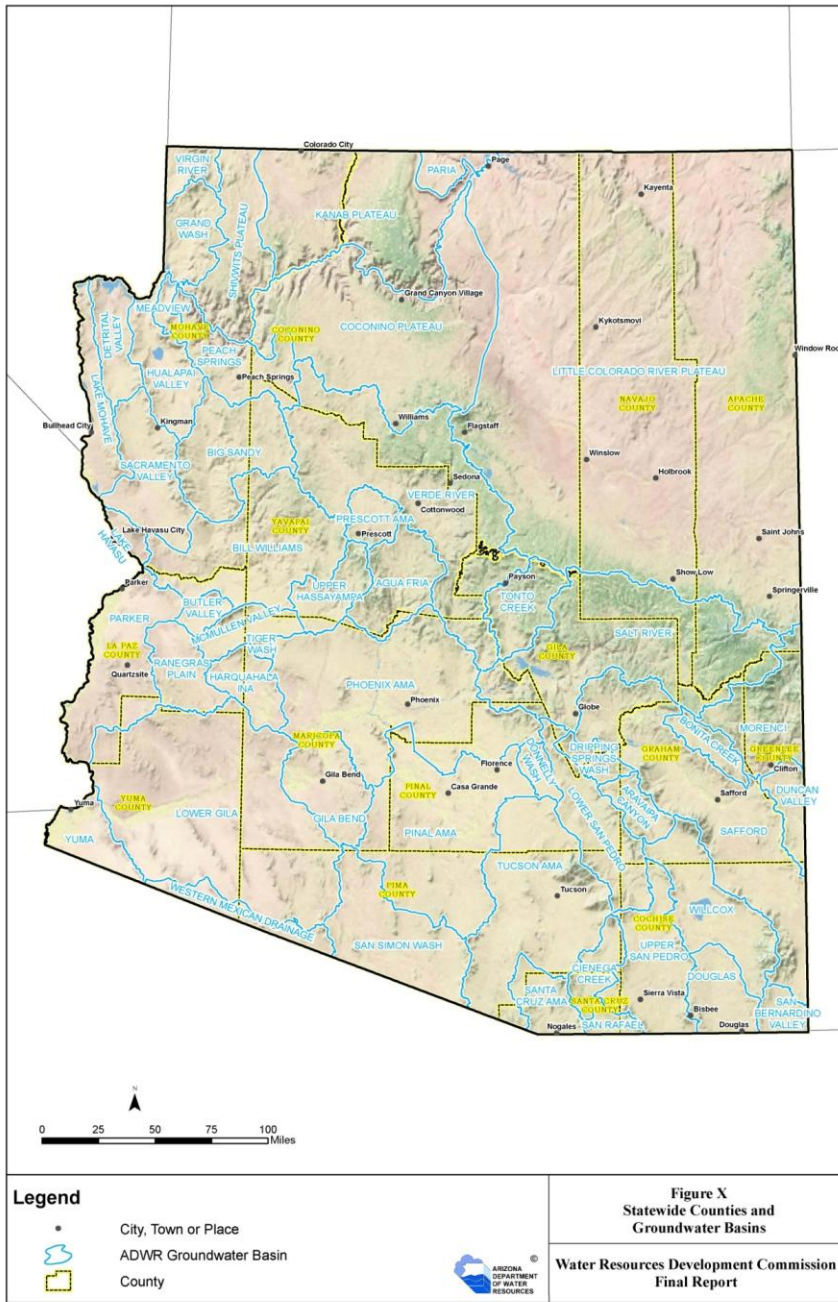 Colorado City
VIRGIN
RIVER
PARIA
Page
Kayenta
GRAND
WASH
SHIVWITS PLATEAU
KANAB PLATEAU
Grand Canyon Village
MEADVIEW
DETRITAL
VALLEY
MOHAVE
COUNTY
COCONINO
COUNTY
COCONINO PLATEAU
Kykotsmovi
Window Roc
LAKE MOHAVE
HUALAPAI
VALLEY
PEACH
SPRINGS
Peach Springs
LITTLE COLORADO RIVER PLATEAU
NAVAJO
COUNTY
APACHE
COUNTY
Bullhead City
Kingman
Williams
Flagstaff
BIG SANDY
SACRAMENTO
VALLEY
Winslow
Holbrook
Sedona
VERDE RIVER
Cottonwood
PRESCOTT AMA
Prescott
YAVAPAI
COUNTY
Lake Havasu City
LAKE
HAVASU
BILL WILLIAMS
Saint Johns
Parker
UPPER
HASSAYAMPA
AGUA FRIA
Payson
TONTO
CREEK
Show Low
Springerville
PARKER
BUTLER
VALLEY
MCMULLEN VALLEY
TIGER
WASH
SALT RIVER
LA PAZ
COUNTY
Quartzsite
RANEGRAS
PLAIN
HARQUAHALA
INA
GILA
COUNTY
PHOENIX AMA
Phoenix
Globe
MARICOPA
COUNTY
DONNELLY
WASH
DRIPPING
SPRINGS
WASH
GRAHAM
COUNTY
BONITA CREEK
MORENCI
GREENLEE
COUNTY
Clifton
Gila Bend
GILA BEND
PINAL
COUNTY
Florence
Casa Grande
PINAL AMA
LOWER SAN PEDRO
ARAVAIPA
CANYON
Safford
SAFFORD
DUNCAN
VALLEY
Yuma
YUMA
COUNTY
YUMA
LOWER GILA
TUCSON AMA
Tucson
PIMA
COUNTY
WESTERN MEXICAN DRAINAGE
SAN SIMON WASH
WILLCOX
COCHISE
COUNTY
UPPER
SAN PEDRO
CIENEGA
CREEK
DOUGLAS
SANTA
CRUZ AMA
SANTA CRUZ
COUNTY
Sierra Vista
Bisbee
SAN
BERNARDINO
VALLEY
Nogales
SAN RAFAEL
Douglas
N
0 25 50 75 100
Miles
Legend
City, Town or Place
ADWR Groundwater Basin
County
©
ARIZONA
DEPARTMENT
OF WATER
RESOURCES
Figure X
Statewide Counties and
Groundwater Basins
Water Resources Development Commission
Final Report